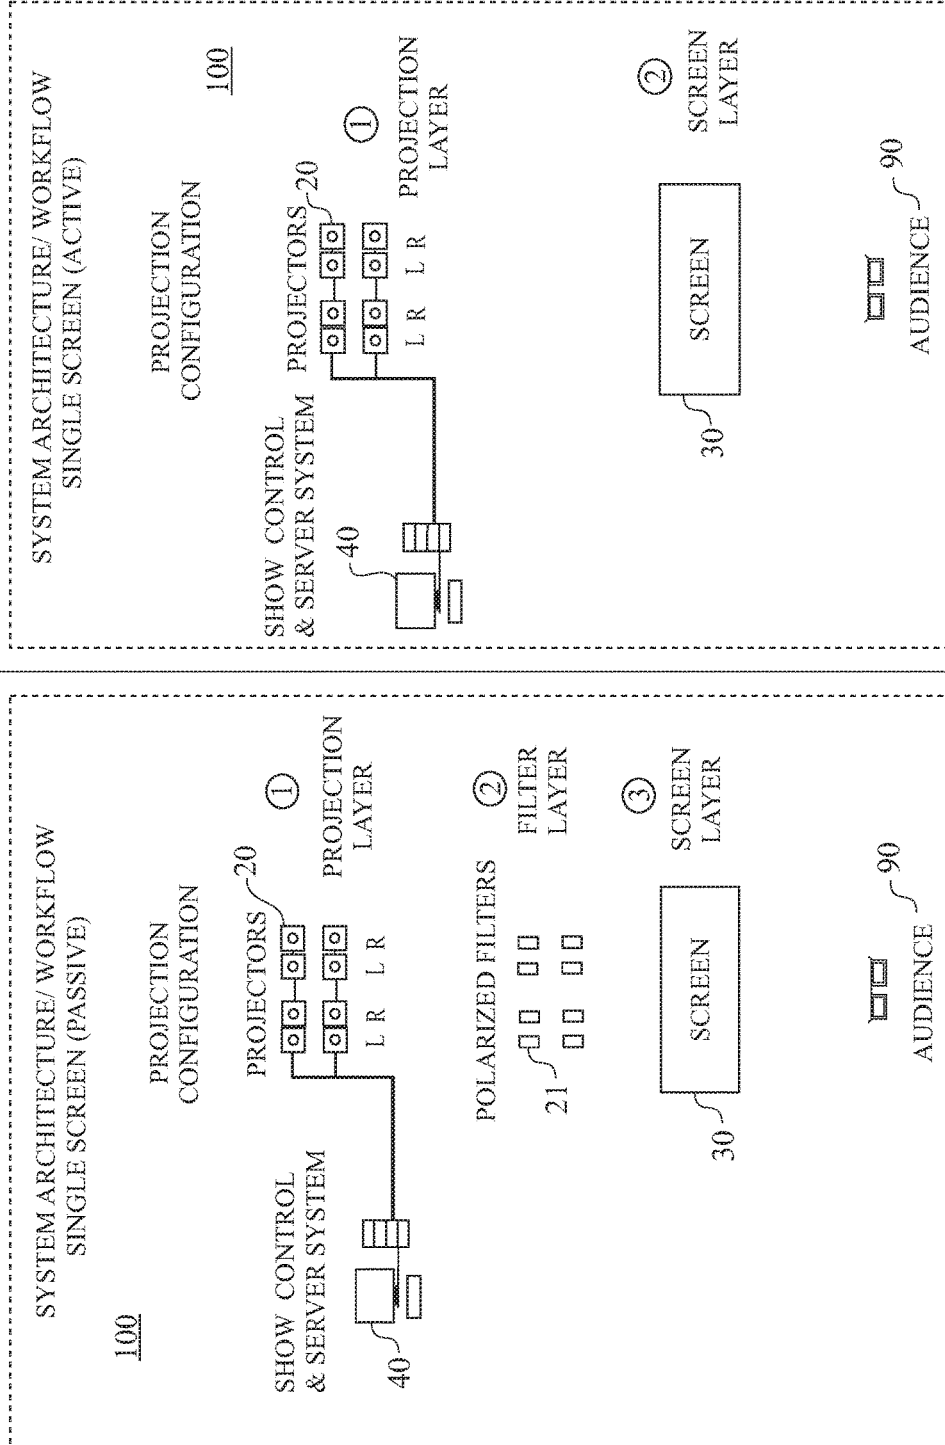 SYSTEM ARCHITECTURE/ WORKFLOW
SINGLE SCREEN (PASSIVE)
100
PROJECTION
CONFIGURATION
SHOW CONTROL
& SERVER SYSTEM
40
PROJECTORS
20
L R L R
1
PROJECTION
LAYER
POLARIZED FILTERS
21
2
FILTER
LAYER
30
SCREEN
3
SCREEN
LAYER
AUDIENCE
90
SYSTEM ARCHITECTURE/ WORKFLOW
SINGLE SCREEN (ACTIVE)
100
PROJECTION
CONFIGURATION
SHOW CONTROL
& SERVER SYSTEM
40
PROJECTORS
20
L R L R
1
PROJECTION
LAYER
30
SCREEN
2
SCREEN
LAYER
AUDIENCE
90